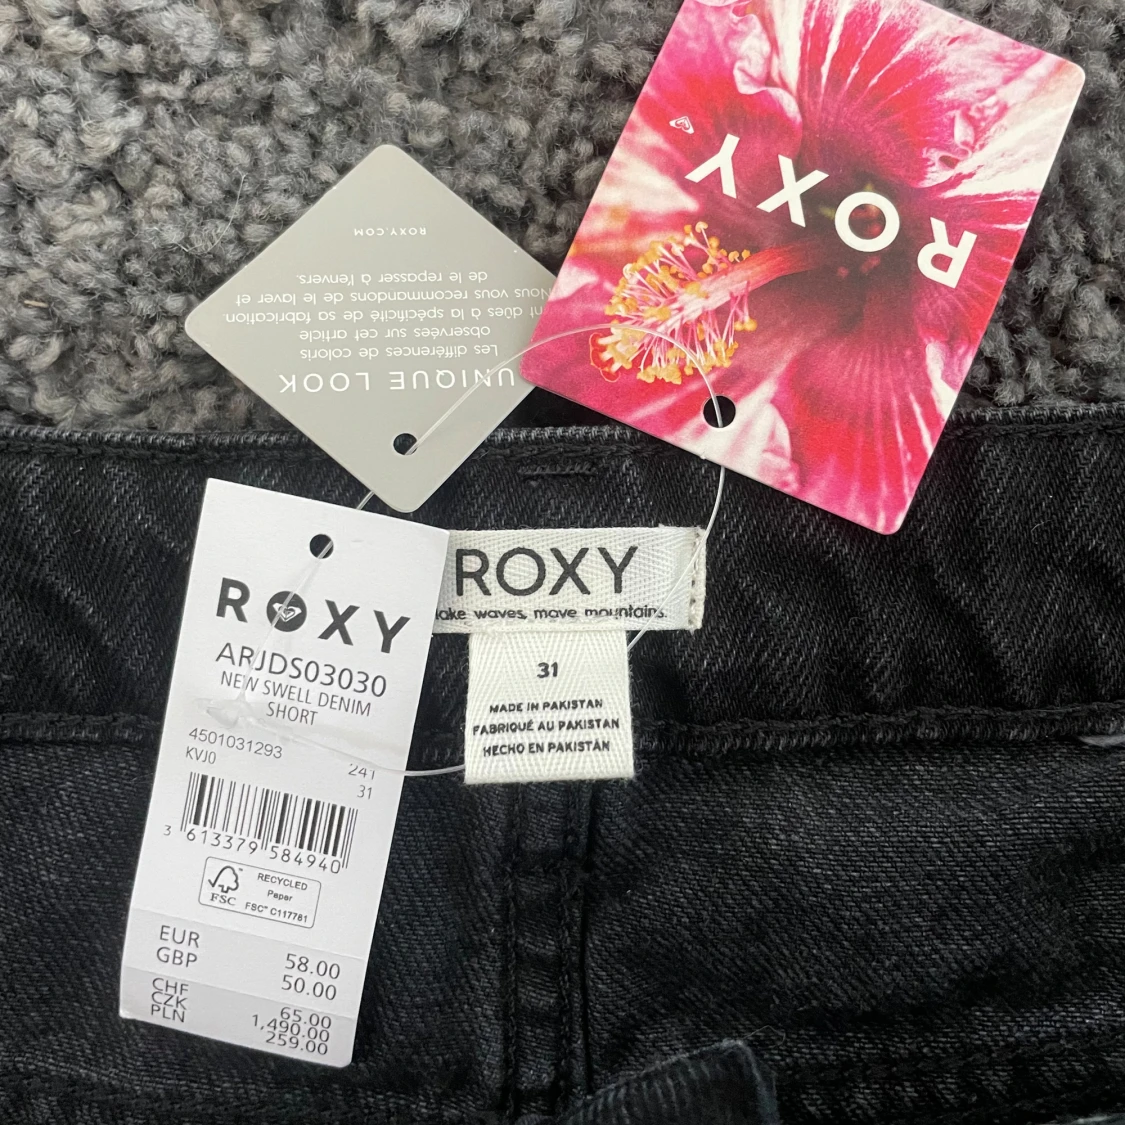 ROXY
ROXY.COM
UNIQUE LOOK
Les différences de coloris
observées sur cet article
dûes à la spécificité de sa fabrication.
Nous vous recommandons de le laver et
de le repasser à l'envers.
ROXY
make waves, move mountains.
31
MADE IN PAKISTAN
FABRIQUÉ AU PAKISTAN
HECHO EN PAKISTÁN
ROXY
ARJDS03030
NEW SWELL DENIM
SHORT
4501031293
KVJ0 241
31
3 613379 584940
FSC
RECYCLED
Paper
FSC® C117781
EUR 58.00
GBP 50.00
CHF 65.00
CZK 1,490.00
PLN 259.00